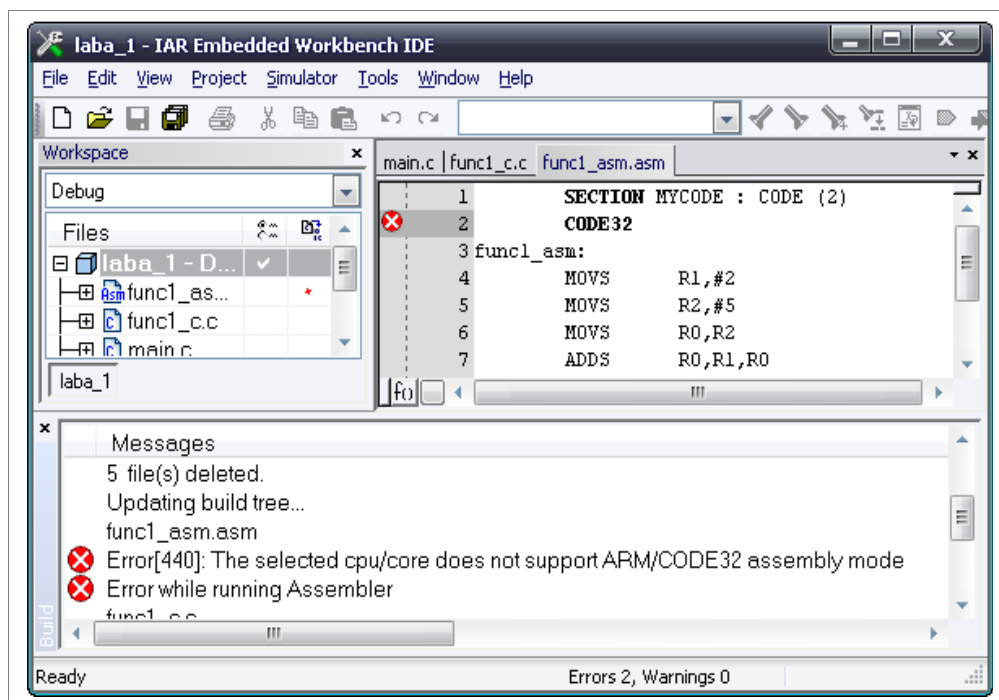 laba_1 - IAR Embedded Workbench IDE
File Edit View Project Simulator Tools Window Help
Workspace
Debug
Files
laba_1 - D...
func1_as...
func1_c.c
main.c
laba_1
main.c func1_c.c func1_asm.asm
1 SECTION MYCODE : CODE (2)
2 CODE32
3 func1_asm:
4 MOVS R1,#2
5 MOVS R2,#5
6 MOVS R0,R2
7 ADDS R0,R1,R0
Messages
5 file(s) deleted.
Updating build tree...
func1_asm.asm
Error[440]: The selected cpu/core does not support ARM/CODE32 assembly mode
Error while running Assembler
func1_c.c
Build
Ready Errors 2, Warnings 0